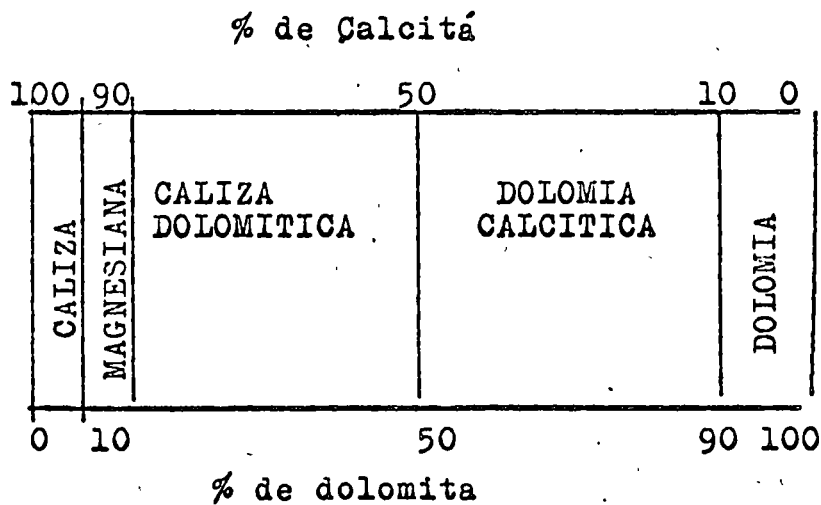 % de Çalcitá
100 90 50 10 0
CALIZA
MAGNESIANA
CALIZA
DOLOMITICA
DOLOMIA
CALCITICA
DOLOMIA
0 10 50 90 100
% de dolomita